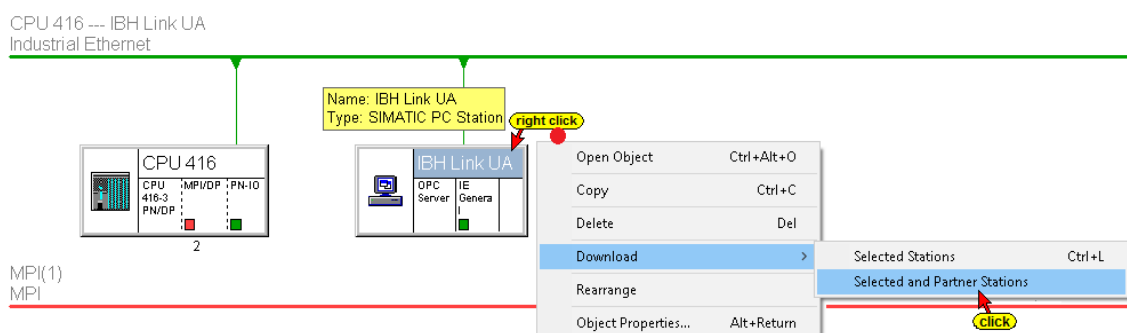 CPU 416 --- IBH Link UA
Industrial Ethernet
Name: IBH Link UA
Type: SIMATIC PC Station
right click
CPU 416
CPU
416-3
PN/DP
MPI/DP
PN-IO
2
IBH Link UA
OPC
Server
IE
Genera
l
Open Object Ctrl+Alt+O
Copy Ctrl+C
Delete Del
Download >
Rearrange
Object Properties... Alt+Return
Selected Stations Ctrl+L
Selected and Partner Stations
click
MPI(1)
MPI